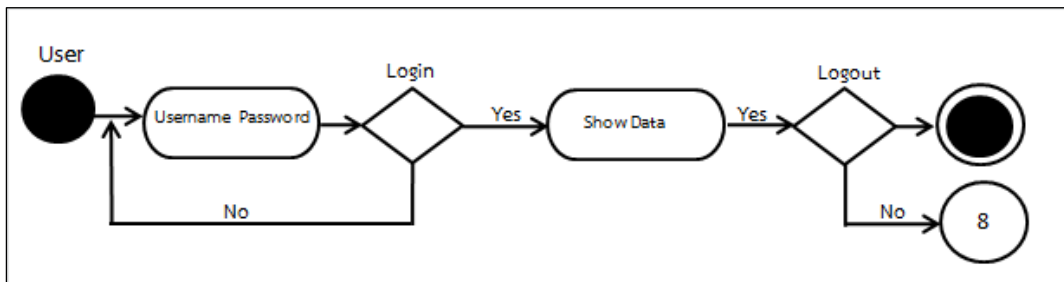 User
Login
Logout
Username Password
Yes
Show Data
Yes
No
No
8